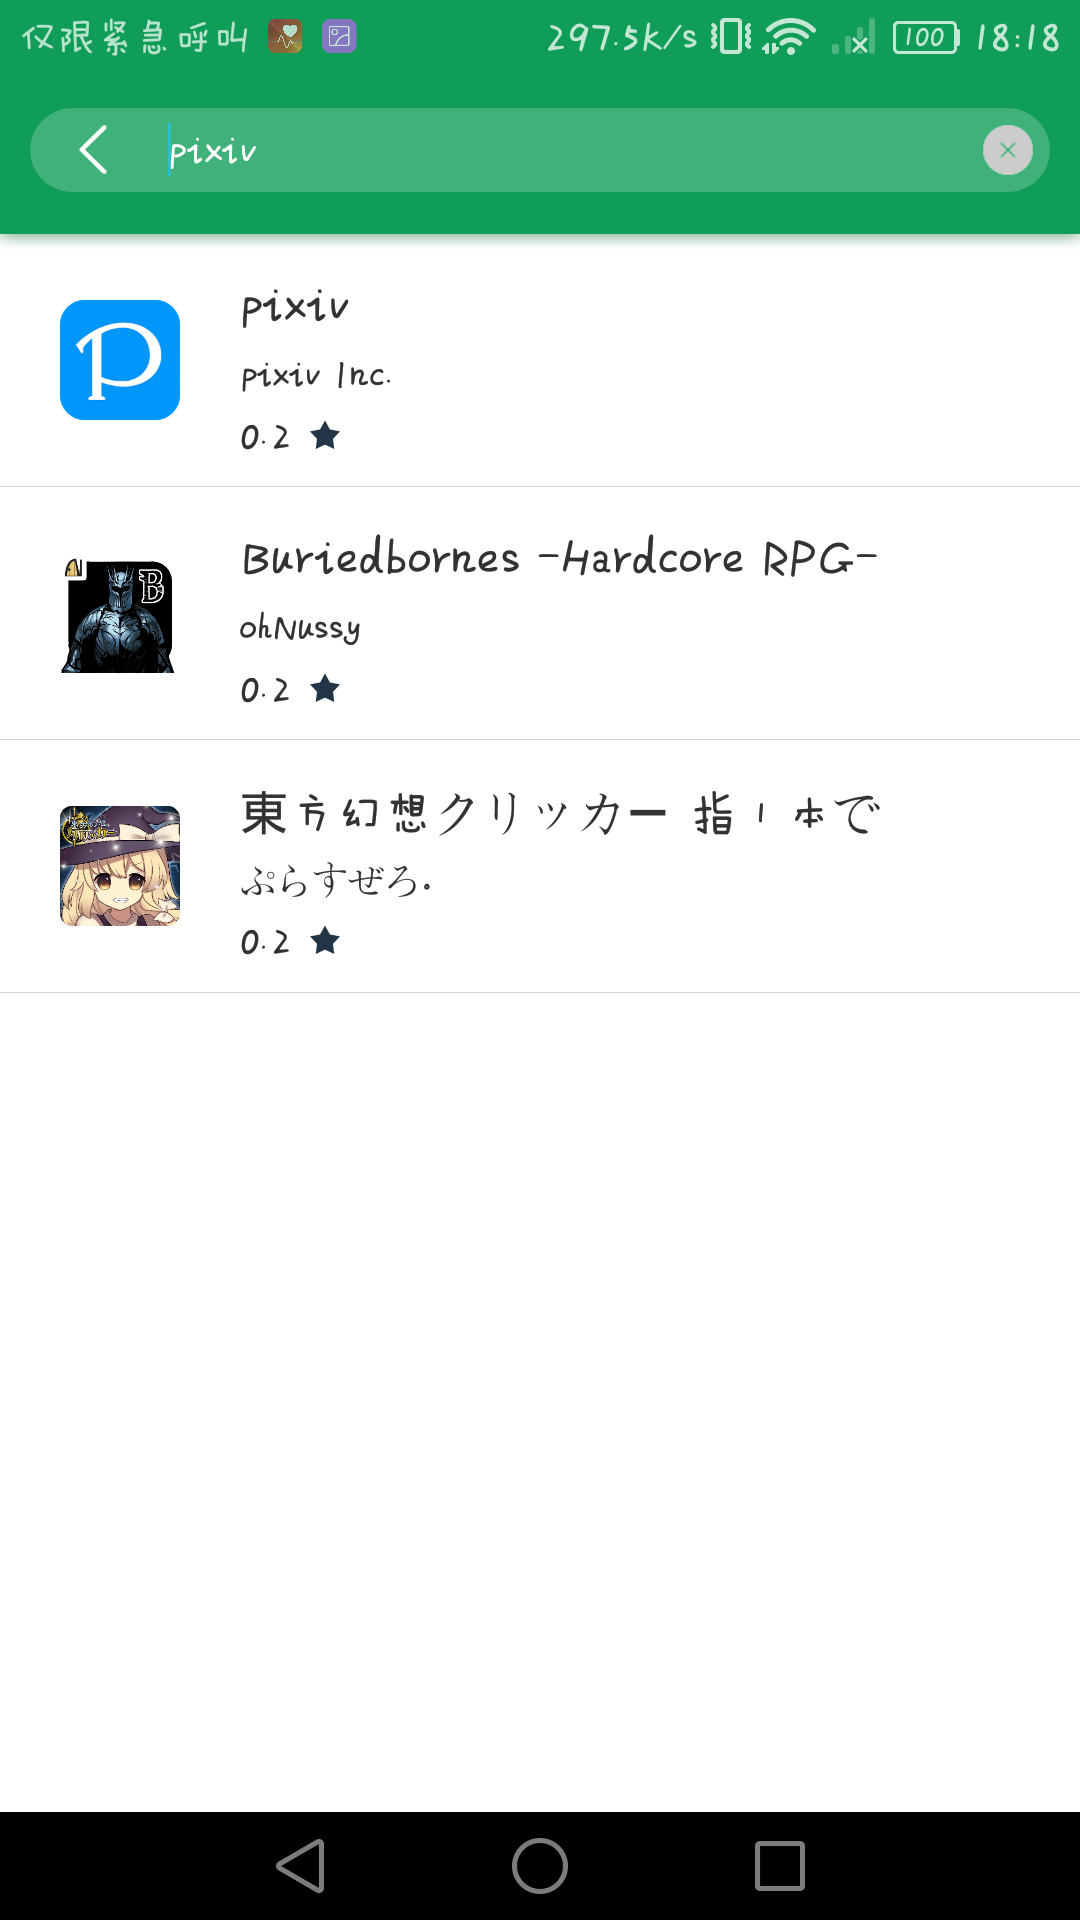 仅限紧急呼叫 297.5K/s 100 18:18
pixiv
pixiv
pixiv Inc.
0.2
Buriedbornes -Hardcore RPG-
ohNussy
0.2
東方幻想クリッカー 指1本で
ぷらすぜろ.
0.2